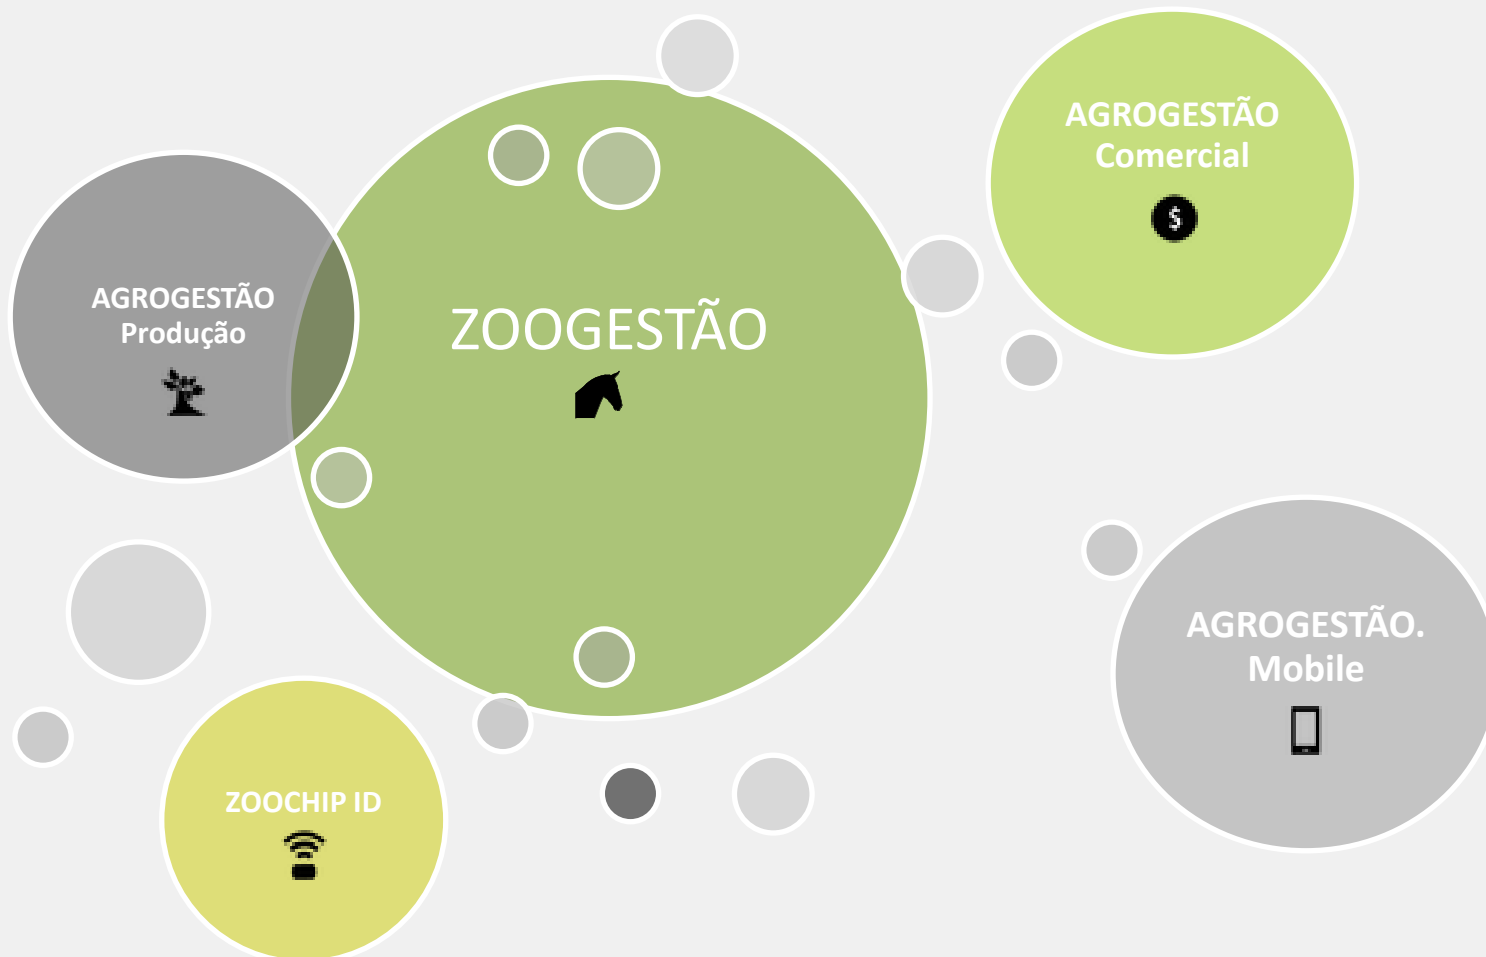 AGROGESTÃO
Comercial
AGROGESTÃO
Produção
ZOOGESTÃO
AGROGESTÃO.
Mobile
ZOOCHIP ID